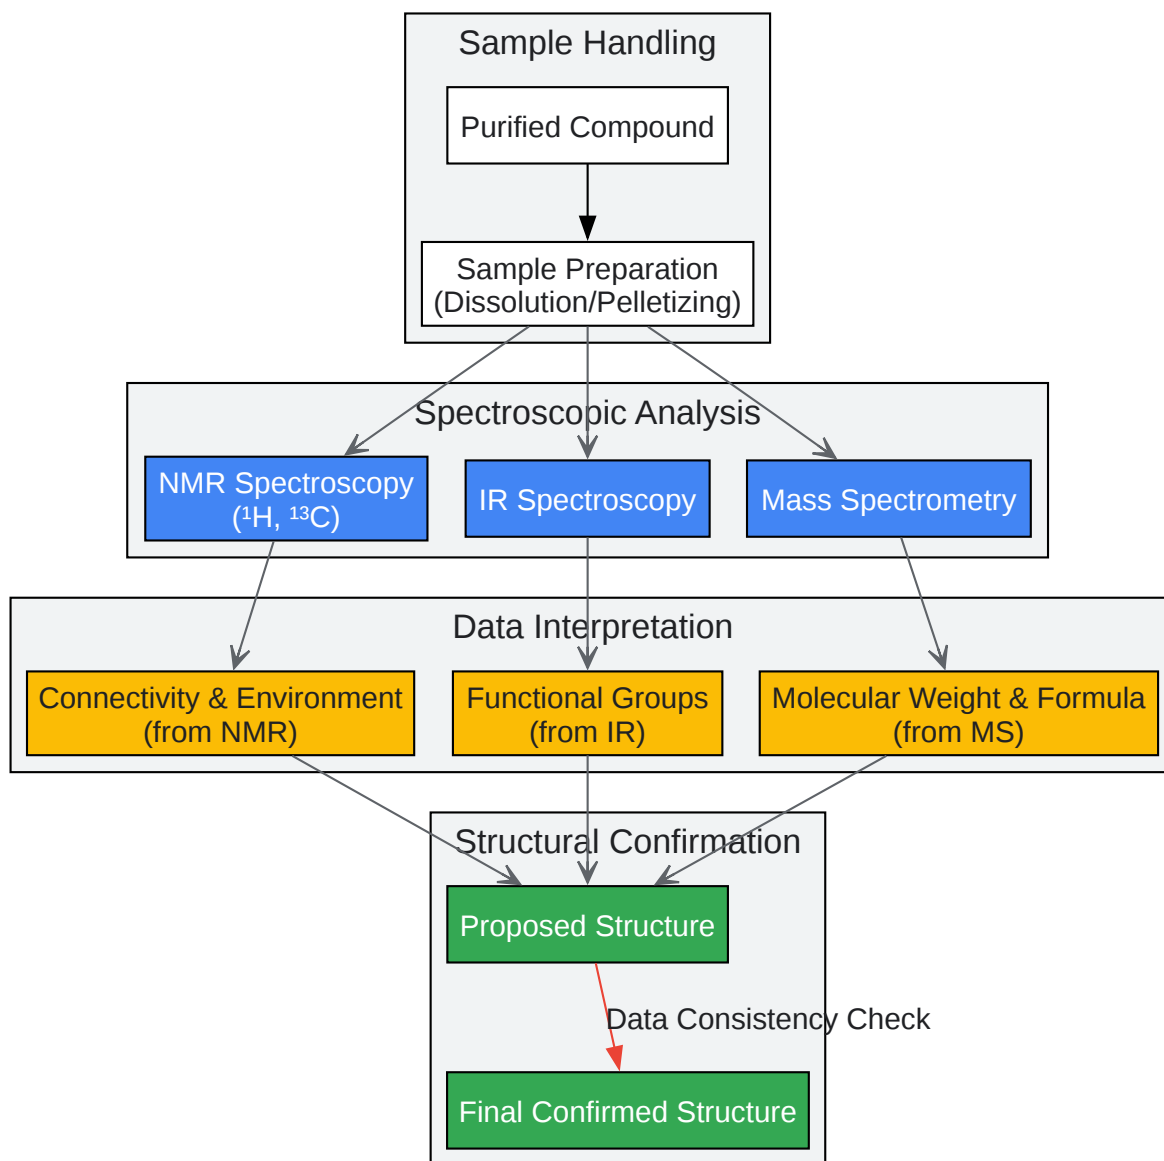 Sample Handling
Purified Compound
Sample Preparation
(Dissolution/Pelletizing)
Spectroscopic Analysis
NMR Spectroscopy
(¹H, ¹³C)
IR Spectroscopy
Mass Spectrometry
Data Interpretation
Connectivity & Environment
(from NMR)
Functional Groups
(from IR)
Molecular Weight & Formula
(from MS)
Structural Confirmation
Proposed Structure
Data Consistency Check
Final Confirmed Structure